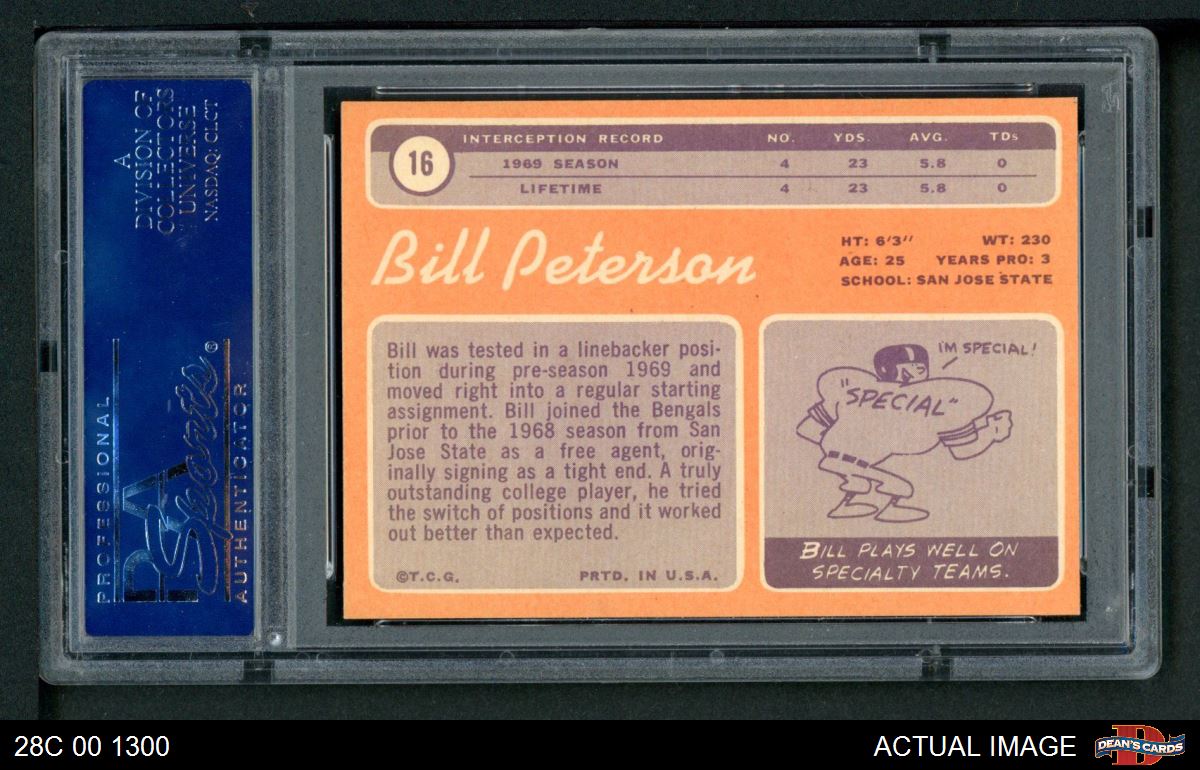 A
DIVISION OF
COLLECTORS
UNIVERSE
NASDAQ: CLCT
PROFESSIONAL
PSA
Sports®
AUTHENTICATOR
16
INTERCEPTION RECORD NO. YDS. AVG. TDs
1969 SEASON 4 23 5.8 0
LIFETIME 4 23 5.8 0
Bill Peterson
HT: 6'3'' WT: 230
AGE: 25 YEARS PRO: 3
SCHOOL: SAN JOSE STATE
Bill was tested in a linebacker posi-
tion during pre-season 1969 and
moved right into a regular starting
assignment. Bill joined the Bengals
prior to the 1968 season from San
Jose State as a free agent, orig-
inally signing as a tight end. A truly
outstanding college player, he tried
the switch of positions and it worked
out better than expected.
©T.C.G. PRTD. IN U.S.A.
I'M SPECIAL!
"SPECIAL"
BILL PLAYS WELL ON
SPECIALTY TEAMS.
28C 00 1300
ACTUAL IMAGE
DEAN'S CARDS